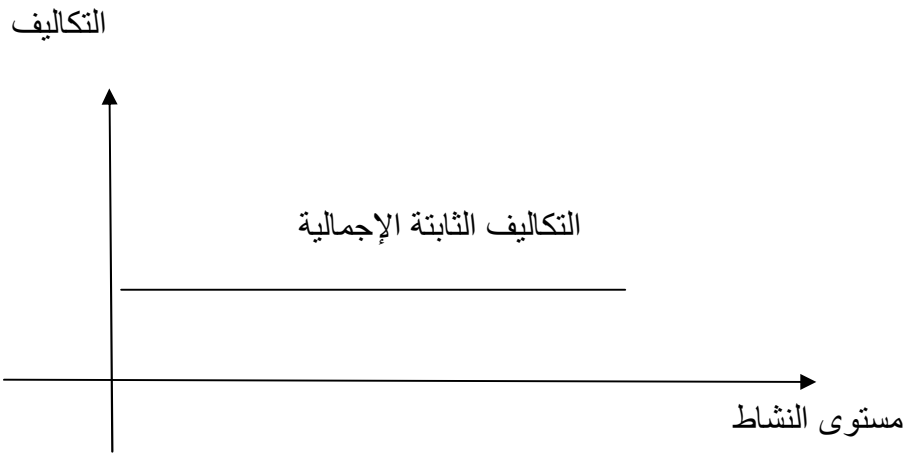 التكاليف
التكاليف الثابتة الإجمالية
مستوى النشاط